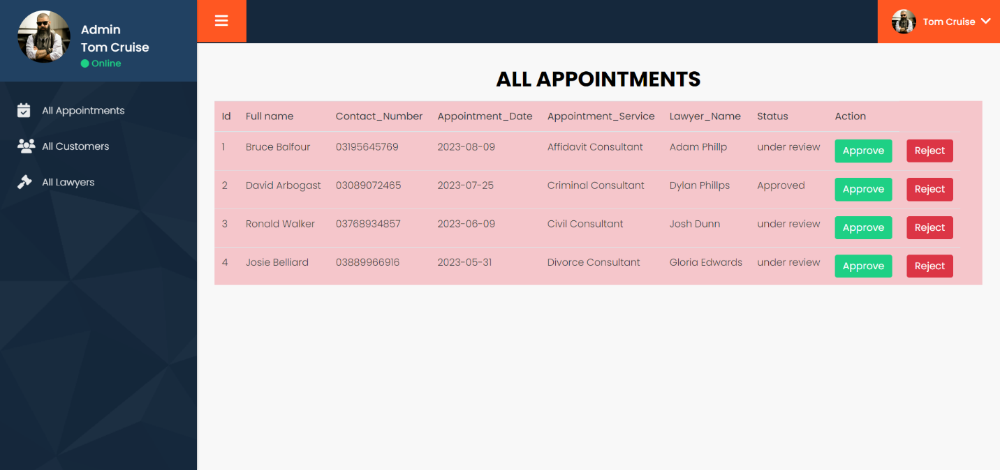 Admin
Tom Cruise
Online
All Appointments
All Customers
All Lawyers
Tom Cruise
ALL APPOINTMENTS
Id Full name Contact_Number Appointment_Date Appointment_Service Lawyer_Name Status Action
1 Bruce Balfour 03195645769 2023-08-09 Affidavit Consultant Adam Phillp under review Approve Reject
2 David Arbogast 03089072465 2023-07-25 Criminal Consultant Dylan Phillps Approved Approve Reject
3 Ronald Walker 03768934857 2023-06-09 Civil Consultant Josh Dunn under review Approve Reject
4 Josie Belliard 03889966916 2023-05-31 Divorce Consultant Gloria Edwards under review Approve Reject